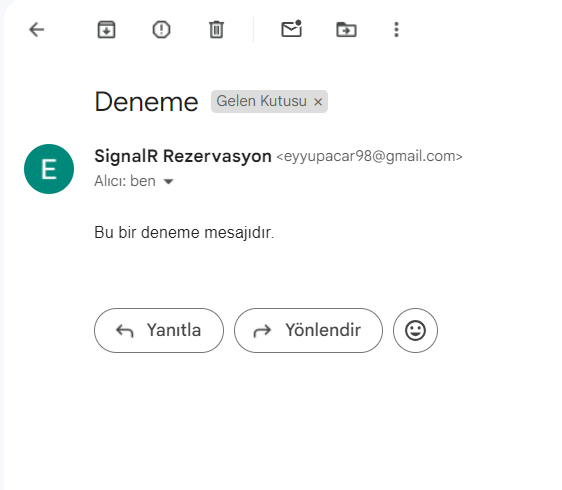 Deneme Gelen Kutusu ×
E
SignalR Rezervasyon <eyyupacar98@gmail.com>
Alıcı: ben
Bu bir deneme mesajıdır.
Yanıtla Yönlendir